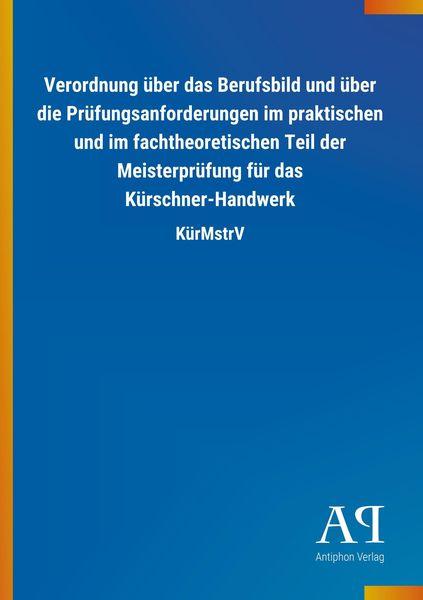 Verordnung über das Berufsbild und über
die Prüfungsanforderungen im praktischen
und im fachtheoretischen Teil der
Meisterprüfung für das
Kürschner-Handwerk
KürMstrV
AP
Antiphon Verlag